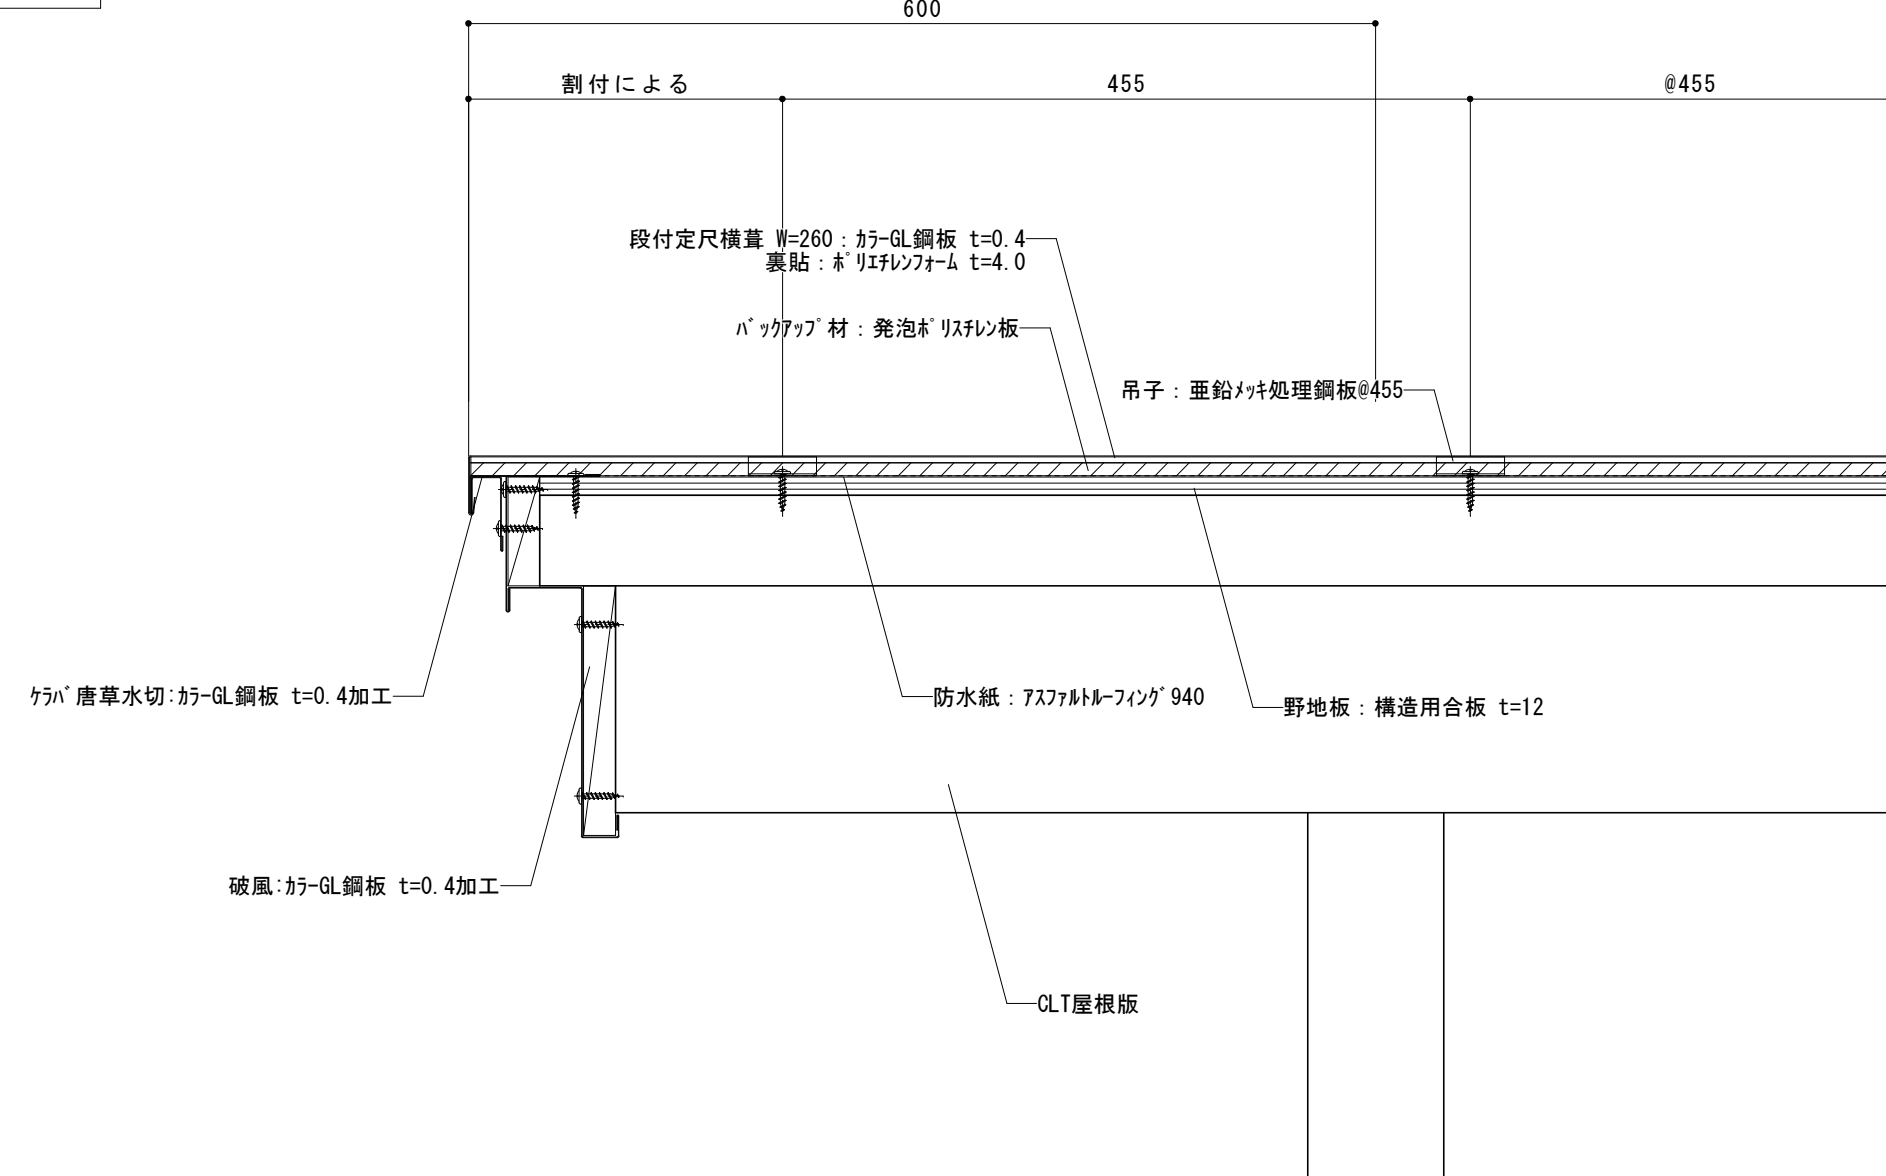 600
割付による
455
@455
段付定尺横葺 W=260：ｶﾗｰGL鋼板 t=0.4
裏貼：ﾎﾟﾘｴﾁﾚﾝﾌｫｰﾑ t=4.0
ﾊﾞｯｸｱｯﾌﾟ材：発泡ﾎﾟﾘｽﾁﾚﾝ板
吊子：亜鉛ﾒｯｷ処理鋼板@455
ｹﾗﾊﾞ唐草水切:ｶﾗｰGL鋼板 t=0.4加工
防水紙：ｱｽﾌｧﾙﾄﾙｰﾌｨﾝｸﾞ940
野地板：構造用合板 t=12
破風:ｶﾗｰGL鋼板 t=0.4加工
CLT屋根版